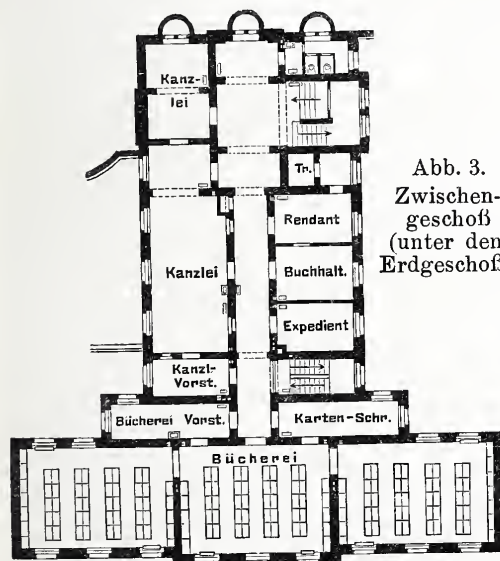 Kanz-
lei
Tr.
Abb. 3.
Zwischen-
geschoß
(unter dem
Erdgeschoß
Rendant
Kanzlei
Buchhalt.
Expedient
Kanzl-
Vorst.
Bücherei Vorst.
Karten-Schr.
Bücherei